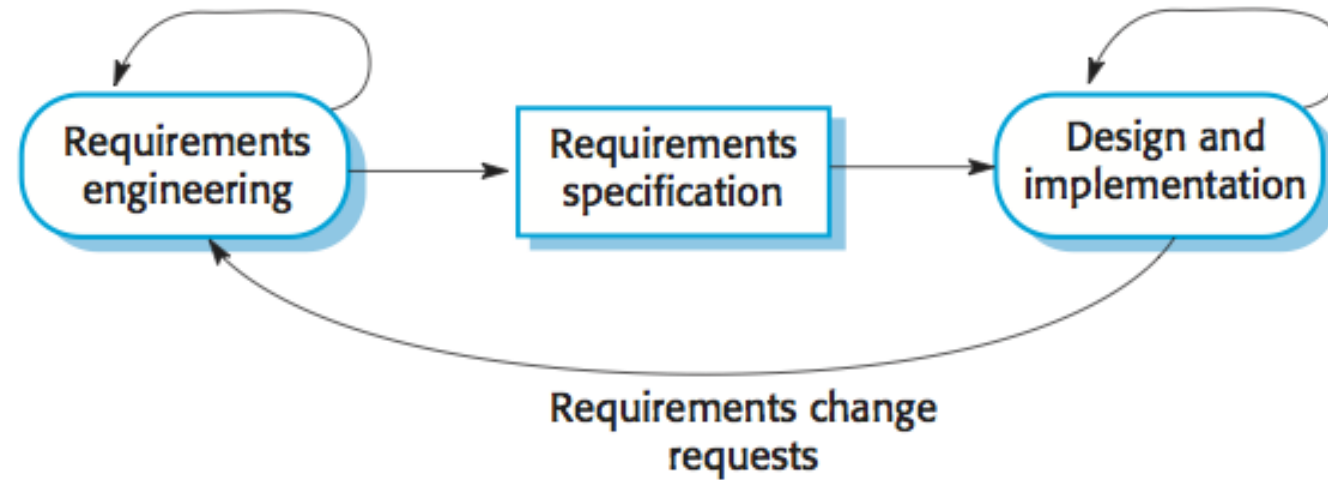 Requirements
engineering
Requirements
specification
Design and
implementation
Requirements change
requests